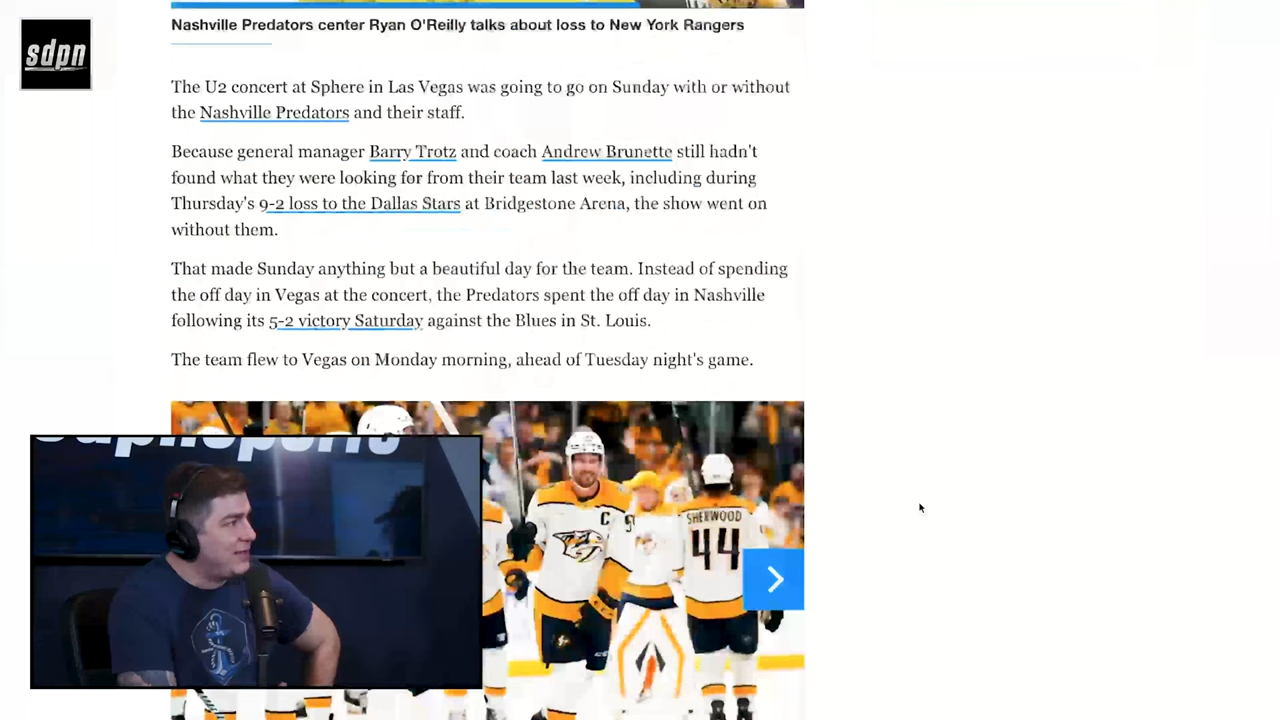 sdpn
Nashville Predators center Ryan O'Reilly talks about loss to New York Rangers
The U2 concert at Sphere in Las Vegas was going to go on Sunday with or without
the Nashville Predators and their staff.
Because general manager Barry Trotz and coach Andrew Brunette still hadn't
found what they were looking for from their team last week, including during
Thursday's 9-2 loss to the Dallas Stars at Bridgestone Arena, the show went on
without them.
That made Sunday anything but a beautiful day for the team. Instead of spending
the off day in Vegas at the concert, the Predators spent the off day in Nashville
following its 5-2 victory Saturday against the Blues in St. Louis.
The team flew to Vegas on Monday morning, ahead of Tuesday night's game.
C
SHERWOOD
44